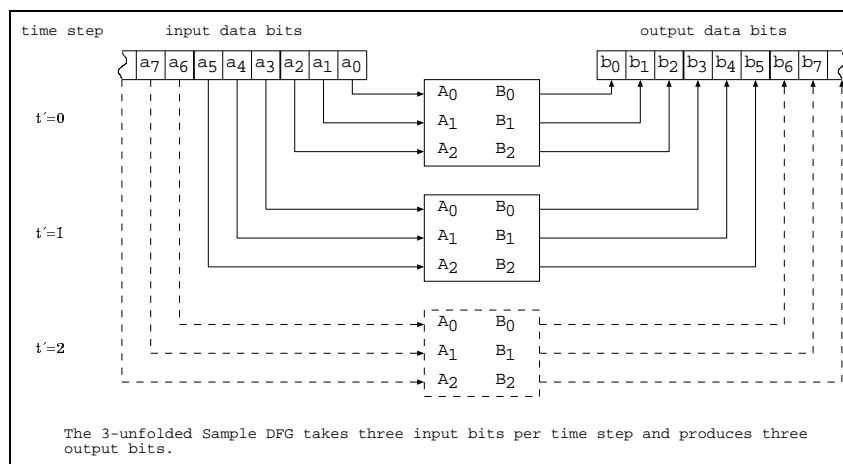 time step input data bits output data bits
a7 a6 a5 a4 a3 a2 a1 a0 b0 b1 b2 b3 b4 b5 b6 b7
t´=0
A0 B0
A1 B1
A2 B2
t´=1
A0 B0
A1 B1
A2 B2
t´=2
A0 B0
A1 B1
A2 B2
The 3-unfolded Sample DFG takes three input bits per time step and produces three
output bits.